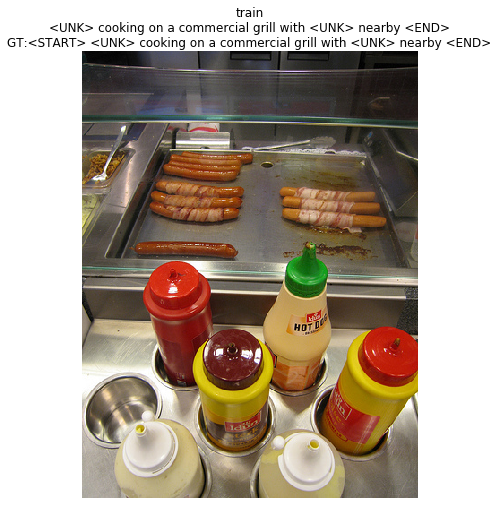 train
<UNK> cooking on a commercial grill with <UNK> nearby <END>
GT:<START> <UNK> cooking on a commercial grill with <UNK> nearby <END>
HOT DOG